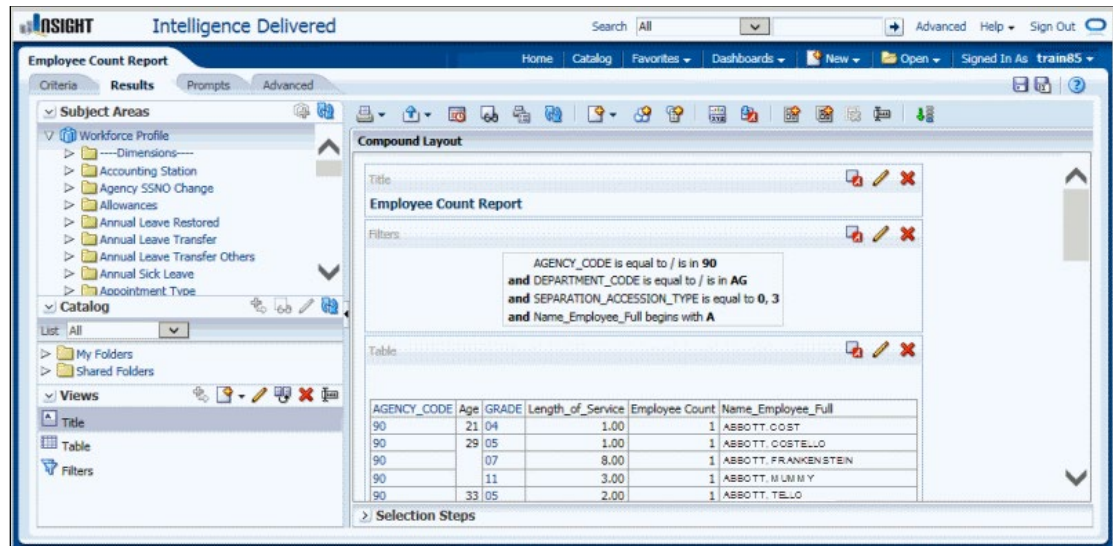 INSIGHT Intelligence Delivered Search All Advanced Help Sign Out
Employee Count Report Home Catalog Favorites Dashboards New Open Signed In As train85
Criteria Results Prompts Advanced
Subject Areas
Workforce Profile
----Dimensions----
Accounting Station
Agency SSNO Change
Allowances
Annual Leave Restored
Annual Leave Transfer
Annual Leave Transfer Others
Annual Sick Leave
Appointment Type
Catalog
List All
My Folders
Shared Folders
Views
Title
Table
Filters
Compound Layout
Title
Employee Count Report
Filters
AGENCY_CODE is equal to / is in 90
and DEPARTMENT_CODE is equal to / is in AG
and SEPARATION_ACCESSION_TYPE is equal to 0, 3
and Name_Employee_Full begins with A
Table
AGENCY_CODE Age GRADE Length_of_Service Employee Count Name_Employee_Full
90 21 04 1.00 1 ABBOTT.COST
90 29 05 1.00 1 ABBOTT, COSTELLO
90 07 8.00 1 ABBOTT, FRANKENSTEIN
90 11 3.00 1 ABBOTT, MUMMY
90 33 05 2.00 1 ABBOTT, TELLO
Selection Steps